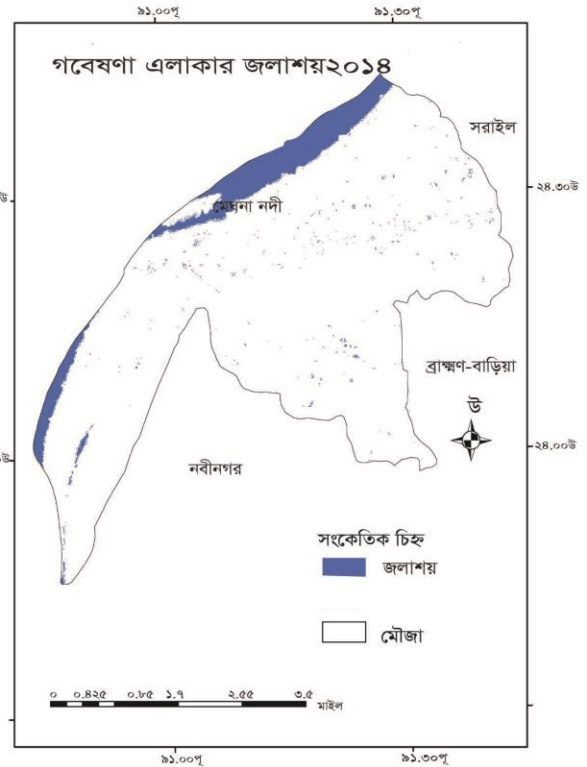 ৯১.০০পূ ৯১.৩০পূ
গবেষণা এলাকার জলাশয়২০১৪
সরাইল
২৪.৩০উ
মেঘনা নদী
ব্রাহ্মণ-বাড়িয়া
উ
২৪.০০উ
নবীনগর
সংকেতিক চিহ্ন
জলাশয়
মৌজা
০ ০.৪২৫ ০.৮৫ ১.৭ ২.৫৫ ৩.৫
মাইল
৯১.০০পূ ৯১.৩০পূ